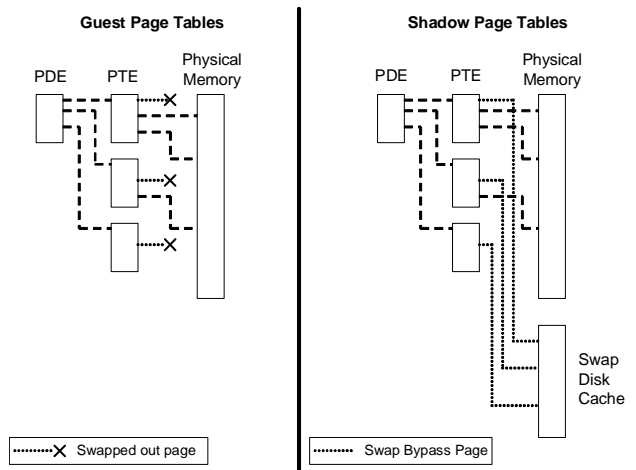 Guest Page Tables
PDE
PTE
Physical
Memory
Swapped out page
Shadow Page Tables
PDE
PTE
Physical
Memory
Swap
Disk
Cache
Swap Bypass Page